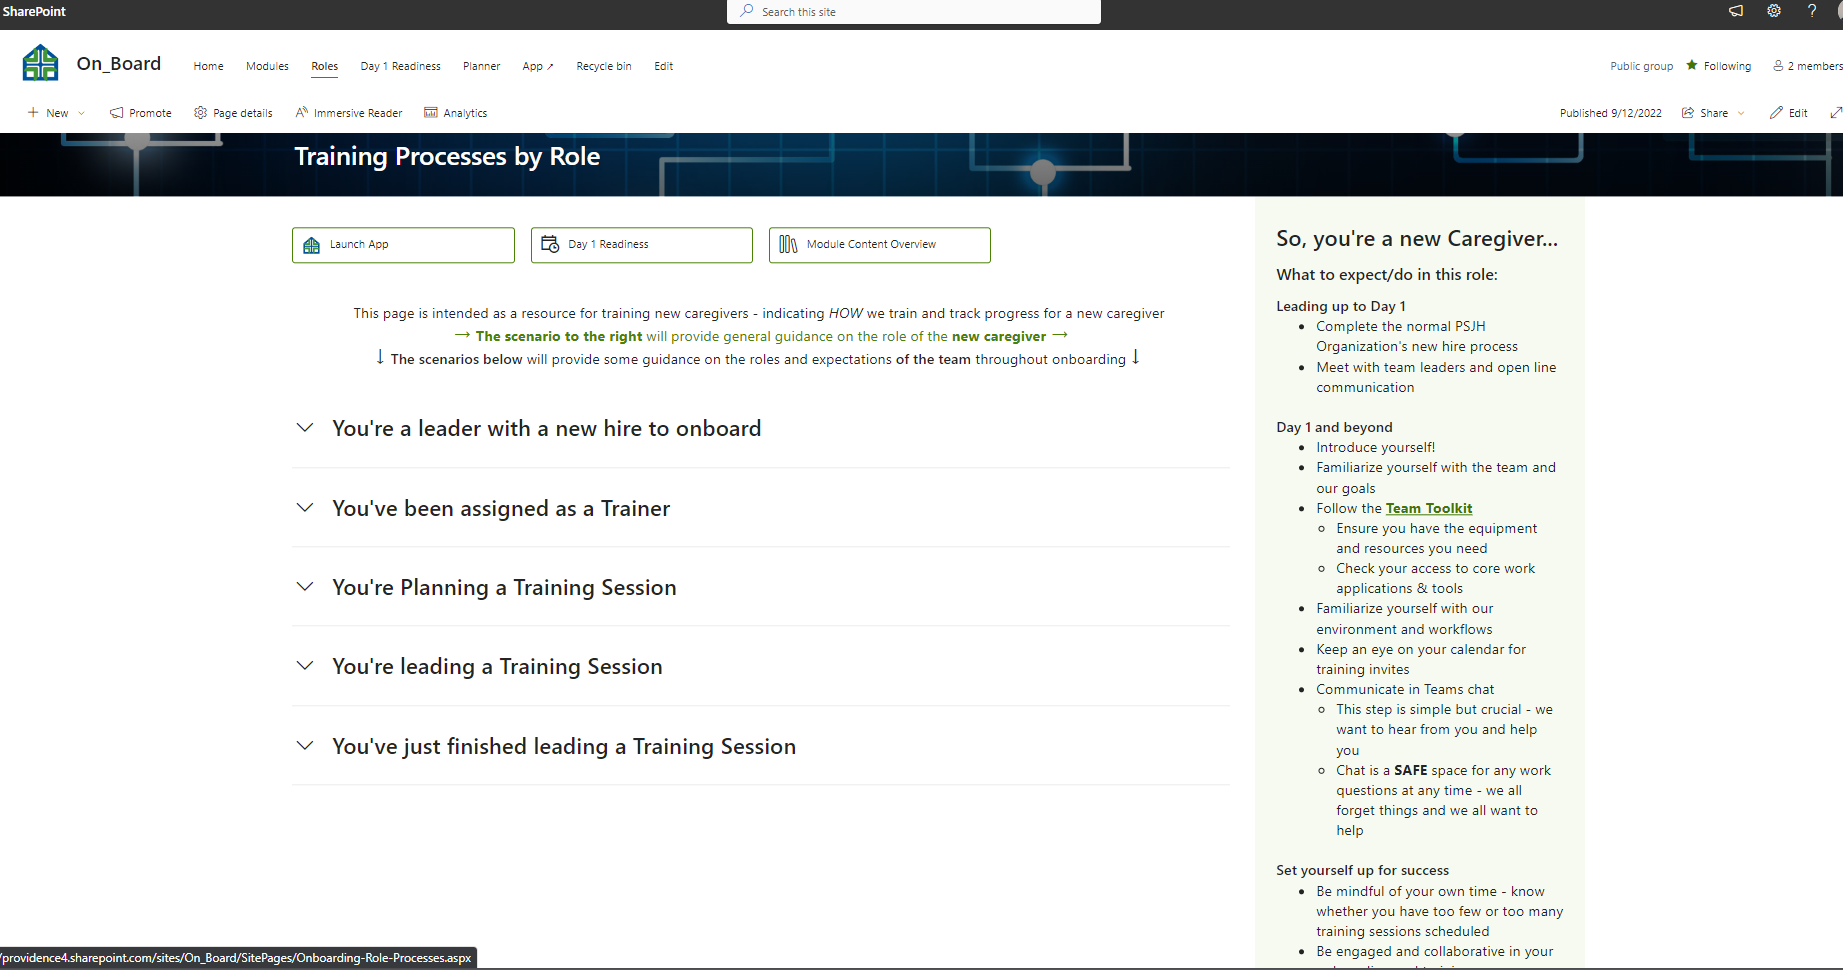 SharePoint
Search this site
?
On_Board
Home Modules Roles Day 1 Readiness Planner App ↗ Recycle bin Edit
Public group ★ Following 2 members
+ New Promote Page details Immersive Reader Analytics
Published 9/12/2022 Share Edit
Training Processes by Role
Launch App Day 1 Readiness Module Content Overview
This page is intended as a resource for training new caregivers - indicating HOW we train and track progress for a new caregiver
→ The scenario to the right will provide general guidance on the role of the new caregiver →
↓ The scenarios below will provide some guidance on the roles and expectations of the team throughout onboarding ↓
You're a leader with a new hire to onboard
You've been assigned as a Trainer
You're Planning a Training Session
You're leading a Training Session
You've just finished leading a Training Session
So, you're a new Caregiver...
What to expect/do in this role:
Leading up to Day 1
• Complete the normal PSJH
Organization's new hire process
• Meet with team leaders and open line
communication
Day 1 and beyond
• Introduce yourself!
• Familiarize yourself with the team and
our goals
• Follow the Team Toolkit
○ Ensure you have the equipment
and resources you need
○ Check your access to core work
applications & tools
• Familiarize yourself with our
environment and workflows
• Keep an eye on your calendar for
training invites
• Communicate in Teams chat
○ This step is simple but crucial - we
want to hear from you and help
you
○ Chat is a SAFE space for any work
questions at any time - we all
forget things and we all want to
help
Set yourself up for success
• Be mindful of your own time - know
whether you have too few or too many
training sessions scheduled
• Be engaged and collaborative in your
/providence4.sharepoint.com/sites/On_Board/SitePages/Onboarding-Role-Processes.aspx